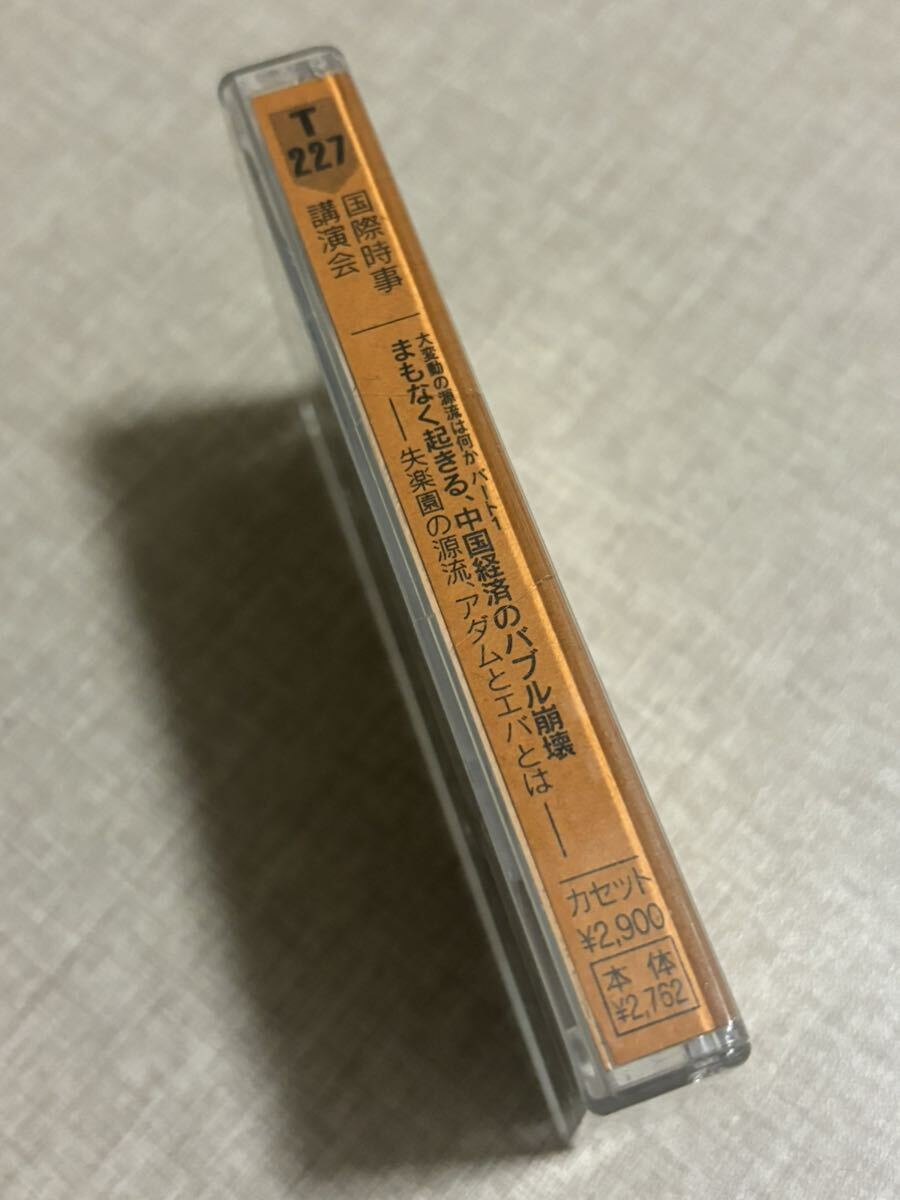 T
227
国際時事
講演会
大変動の源流は何か パート1
まもなく起きる、中国経済のバブル崩壊
―失楽園の源流、アダムとエバとは―
カセット
¥2,900
本体
¥2,762